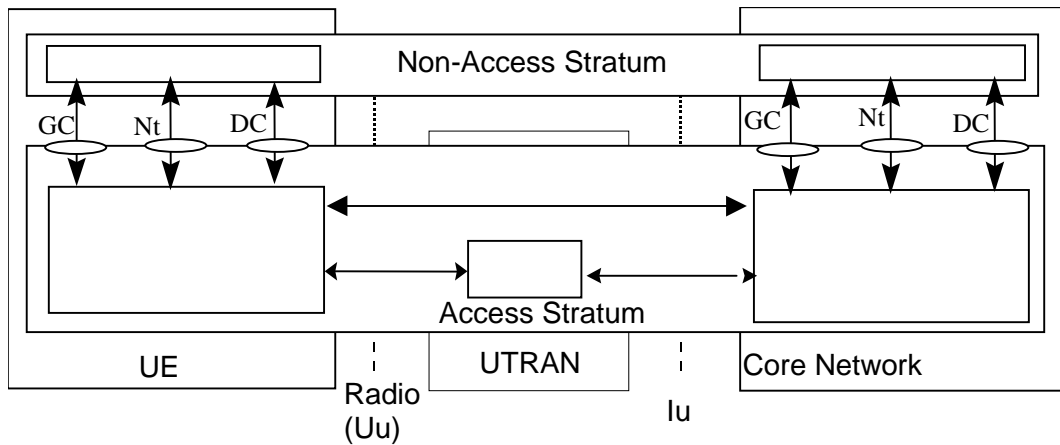 Non-Access Stratum
GC
Nt
DC
GC
Nt
DC
Access Stratum
UE
UTRAN
Core Network
Radio
(Uu)
Iu